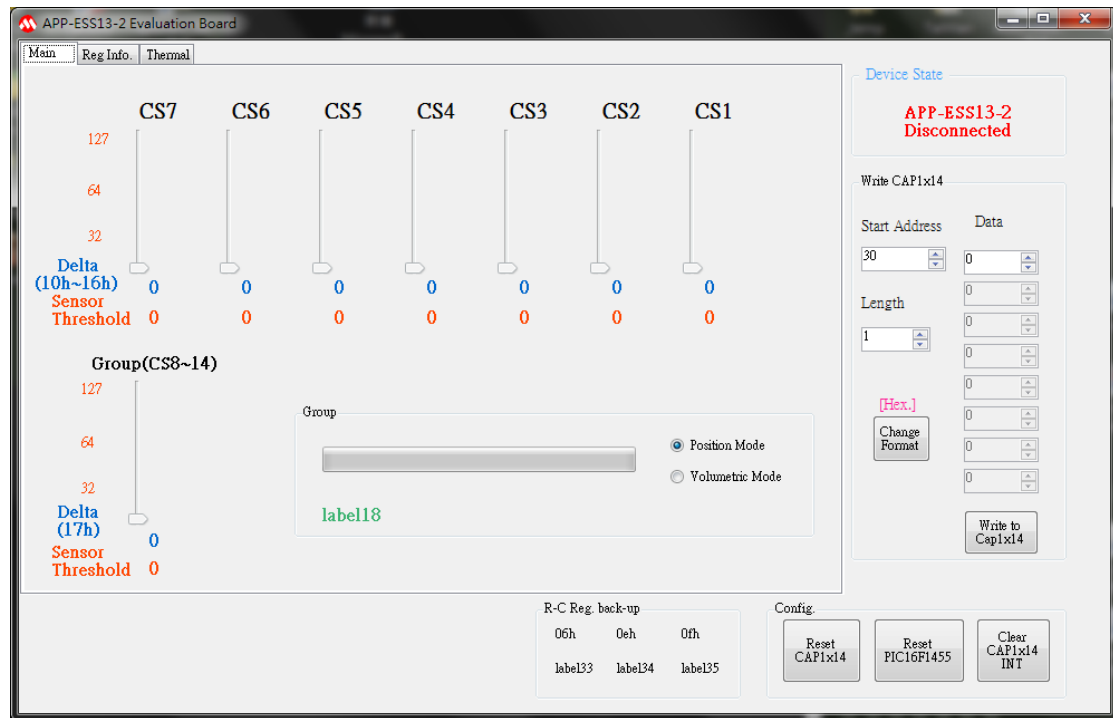 APP-ESS13-2 Evaluation Board
Main Reg Info. Thermal
CS7 CS6 CS5 CS4 CS3 CS2 CS1
127
64
32
Delta
(10h~16h) 0 0 0 0 0 0 0
Sensor
Threshold 0 0 0 0 0 0 0
Group(CS8~14)
127
64
32
Delta
(17h) 0
Sensor
Threshold 0
Group
Position Mode
Volumetric Mode
label18
Device State
APP-ESS13-2
Disconnected
Write CAP1x14
Start Address Data
30 0
0
Length
0
1
0
0
[Hex.]
0
Change
Format
0
0
Write to
Cap1x14
R-C Reg. back-up
06h 0eh 0fh
label33 label34 label35
Config.
Reset
CAP1x14
Reset
PIC16F1455
Clear
CAP1x14
INT